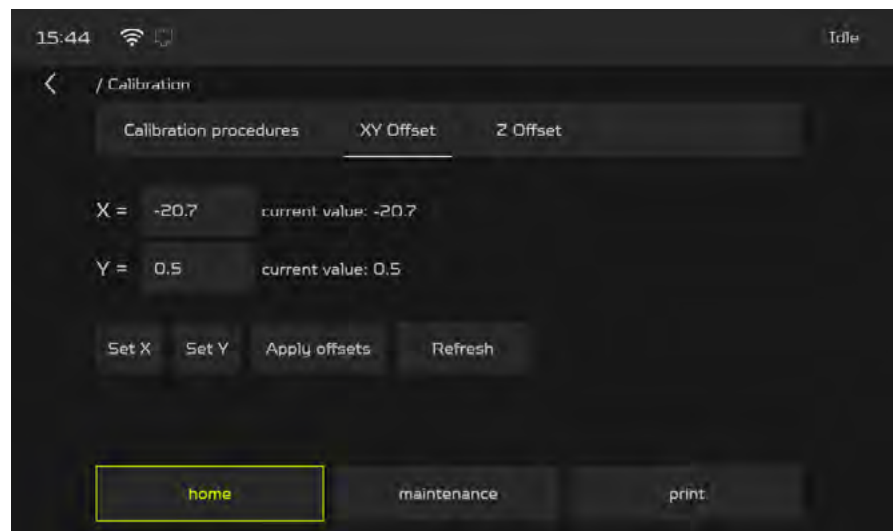 15:44 Idle
/ Calibration
Calibration procedures XY Offset Z Offset
X = -20.7 current value: -20.7
Y = 0.5 current value: 0.5
Set X Set Y Apply offsets Refresh
home maintenance print